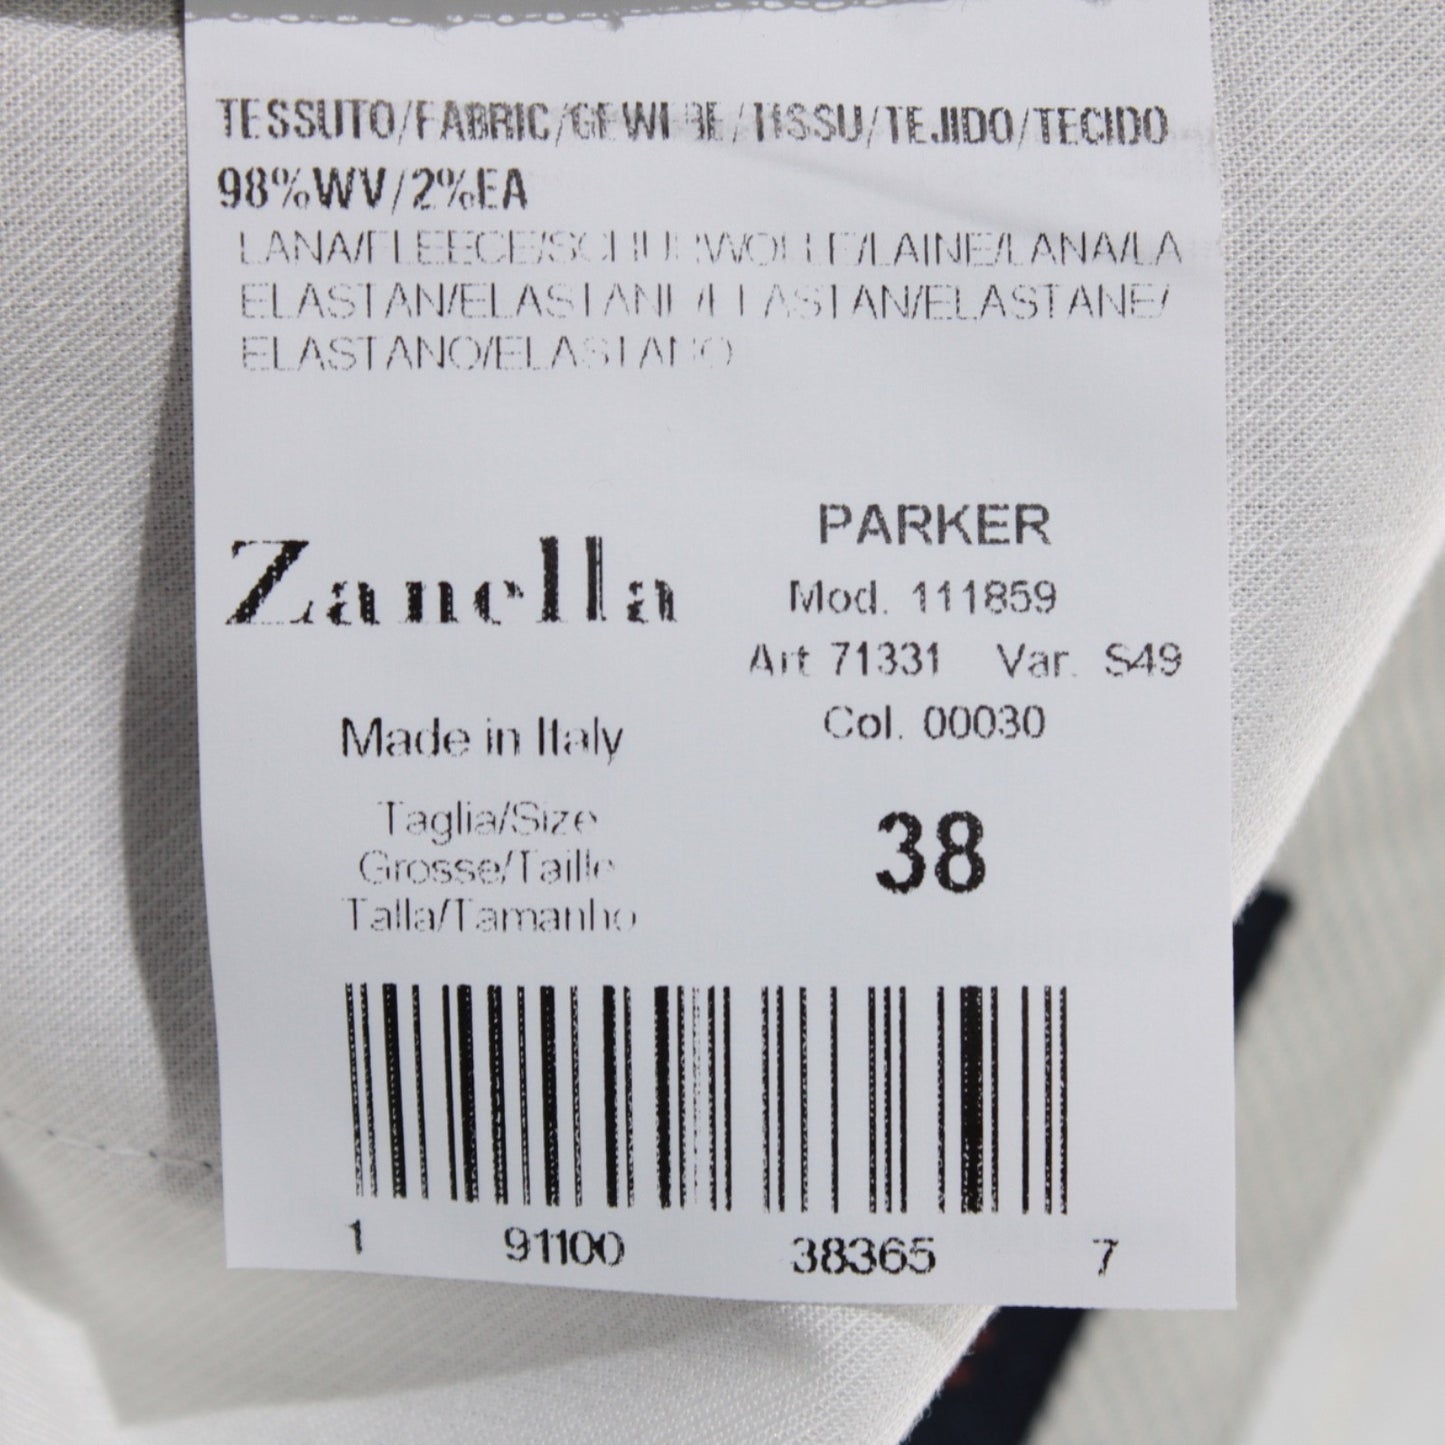 TESSUTO/FABRIC/GEWEBE/TISSU/TEJIDO/TECIDO
98%WV/2%EA
LANA/FLEECE/SCHURWOLLE/LAINE/LANA/LA
ELASTAN/ELASTANE/ELASTAN/ELASTANE/
ELASTANO/ELASTANO
Zanella
PARKER
Mod. 111859
Art 71331 Var. S49
Col. 00030
Made in Italy
Taglia/Size
Grosse/Taille
Talla/Tamanho
38
1 91100 38365 7